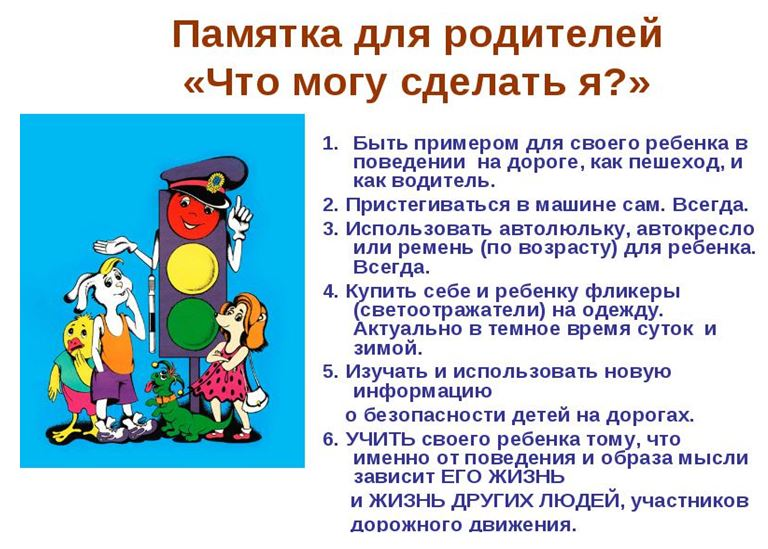 Памятка для родителей
«Что могу сделать я?»
1. Быть примером для своего ребенка в
поведении на дороге, как пешеход, и
как водитель.
2. Пристегиваться в машине сам. Всегда.
3. Использовать автолюльку, автокресло
или ремень (по возрасту) для ребенка.
Всегда.
4. Купить себе и ребенку фликеры
(светоотражатели) на одежду.
Актуально в темное время суток и
зимой.
5. Изучать и использовать новую
информацию
о безопасности детей на дорогах.
6. УЧИТЬ своего ребенка тому, что
именно от поведения и образа мысли
зависит ЕГО ЖИЗНЬ
и ЖИЗНЬ ДРУГИХ ЛЮДЕЙ, участников
дорожного движения.